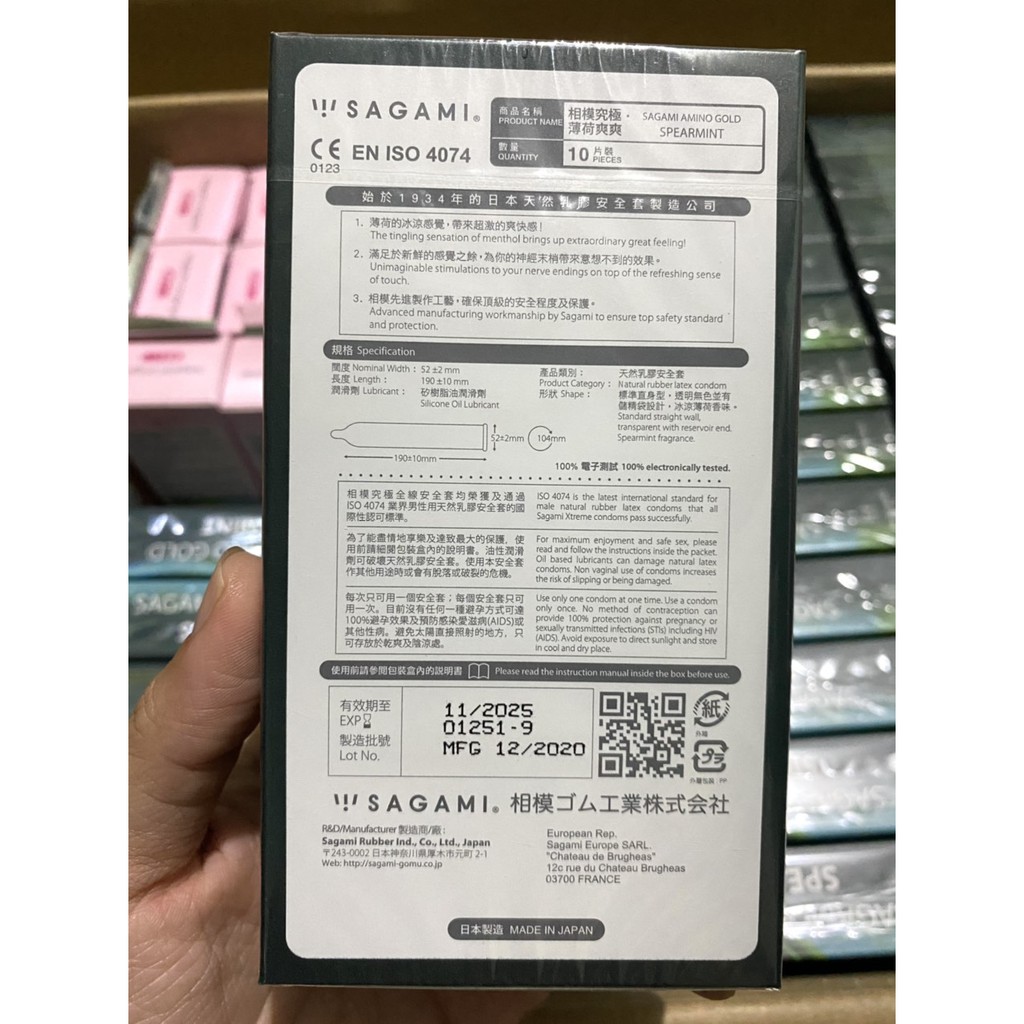 SAGAMI®
商品名稱
PRODUCT NAME
相模究極・
薄荷爽爽
SAGAMI AMINO GOLD
SPEARMINT
數量
QUANTITY
10 片裝
PIECES
CE EN ISO 4074
0123
始於1934年的日本天然乳膠安全套製造公司
1. 薄荷的冰涼感覺，帶來超激的爽快感！
The tingling sensation of menthol brings up extraordinary great feeling!
2. 滿足於新鮮的感覺之餘，為你的神經末梢帶來意想不到的效果。
Unimaginable stimulations to your nerve endings on top of the refreshing sense
of touch.
3. 相模先進製作工藝，確保頂級的安全程度及保護。
Advanced manufacturing workmanship by Sagami to ensure top safety standard
and protection.
規格 Specification
闊度 Nominal Width : 52 ±2 mm
長度 Length : 190 ±10 mm
潤滑劑 Lubricant : 矽樹脂油潤滑劑
Silicone Oil Lubricant
產品類別 : 天然乳膠安全套
Product Category : Natural rubber latex condom
形狀 Shape : 標準直身型，透明無色並有
儲精袋設計，冰涼薄荷香味。
Standard straight wall,
transparent with reservoir end.
Spearmint fragrance.
52±2mm
104mm
190±10mm
100% 電子測試 100% electronically tested.
相模究極全線安全套均榮獲及通過
ISO 4074 業界男性用天然乳膠安全套的國
際性認可標準。
ISO 4074 is the latest international standard for
male natural rubber latex condoms that all
Sagami Xtreme condoms pass successfully.
為了能盡情地享樂及達致最大的保護，使
用前請細閱包裝盒內的說明書。油性潤滑
劑可破壞天然乳膠安全套。使用本安全套
作其他用途時或會有脫落或破裂的危機。
For maximum enjoyment and safe sex, please
read and follow the instructions inside the packet.
Oil based lubricants can damage natural latex
condoms. Non vaginal use of condoms increases
the risk of slipping or being damaged.
每次只可用一個安全套；每個安全套只可
用一次。目前沒有任何一種避孕方式可達
100%避孕效果及預防感染愛滋病(AIDS)或
其他性病。避免太陽直接照射的地方，只
可存放於乾爽及陰涼處。
Use only one condom at one time. Use a condom
only once. No method of contraception can
provide 100% protection against pregnancy or
sexually transmitted infections (STIs) including HIV
(AIDS). Avoid exposure to direct sunlight and store
in cool and dry place.
使用前請參閱包裝盒內的說明書 Please read the instruction manual inside the box before use.
有效期至
EXP
製造批號
Lot No.
11/2025
01251-9
MFG 12/2020
紙
外箱
プラ
外箱包裝 : PP
SAGAMI® 相模ゴム工業株式会社
R&D/Manufacturer 製造商/廠 :
Sagami Rubber Ind., Co., Ltd., Japan
〒243-0002 日本神奈川縣厚木市元町 2-1
Web: http://sagami-gomu.co.jp
European Rep.
Sagami Europe SARL.
"Chateau de Brugheas"
12c rue du Chateau Brugheas
03700 FRANCE
日本製造 MADE IN JAPAN